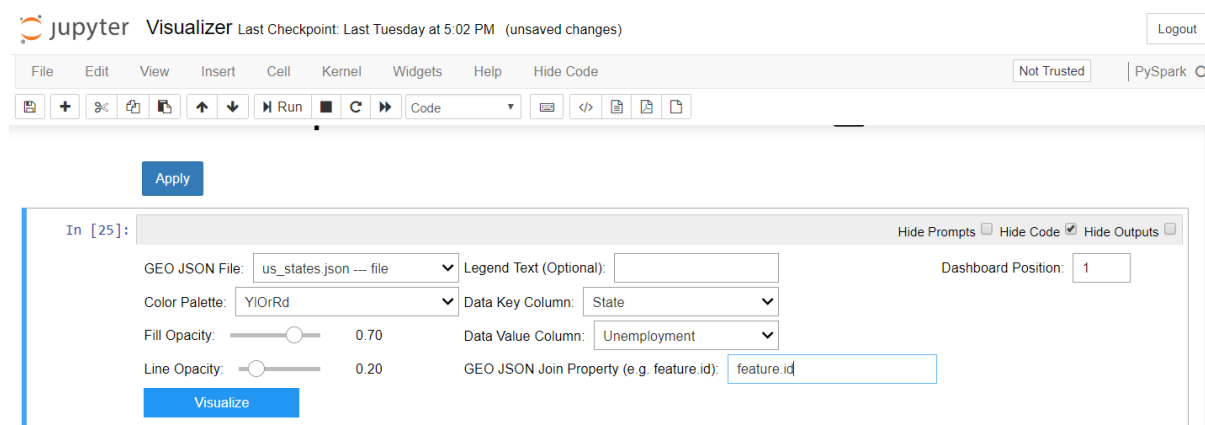 jupyter Visualizer Last Checkpoint: Last Tuesday at 5:02 PM (unsaved changes) Logout
File Edit View Insert Cell Kernel Widgets Help Hide Code Not Trusted PySpark
Run Code
Apply
In [25]: Hide Prompts Hide Code Hide Outputs
GEO JSON File: us_states.json --- file Legend Text (Optional): Dashboard Position: 1
Color Palette: YlOrRd Data Key Column: State
Fill Opacity: 0.70 Data Value Column: Unemployment
Line Opacity: 0.20 GEO JSON Join Property (e.g. feature.id): feature.id
Visualize